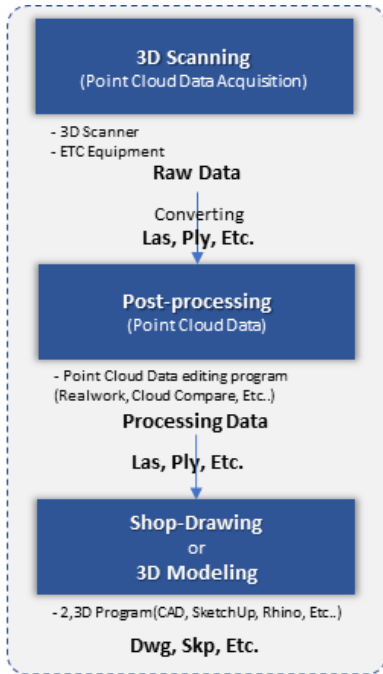 3D Scanning
(Point Cloud Data Acquisition)
- 3D Scanner
- ETC Equipment
Raw Data
Converting
Las, Ply, Etc.
Post-processing
(Point Cloud Data)
- Point Cloud Data editing program
(Realwork, Cloud Compare, Etc..)
Processing Data
Las, Ply, Etc.
Shop-Drawing
or
3D Modeling
- 2,3D Program(CAD, SketchUp, Rhino, Etc..)
Dwg, Skp, Etc.